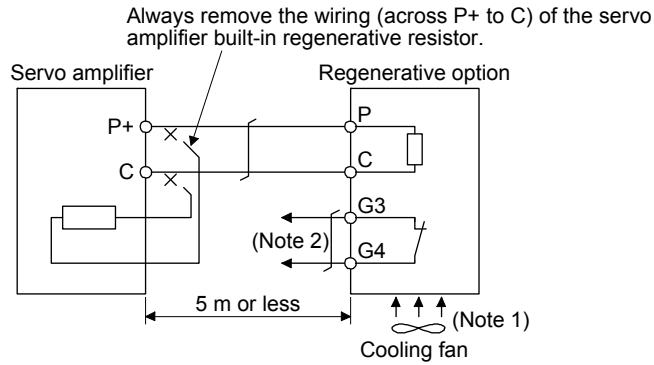 Always remove the wiring (across P+ to C) of the servo
amplifier built-in regenerative resistor.
Servo amplifier
Regenerative option
P+
P
C
C
G3
(Note 2)
G4
5 m or less
(Note 1)
Cooling fan